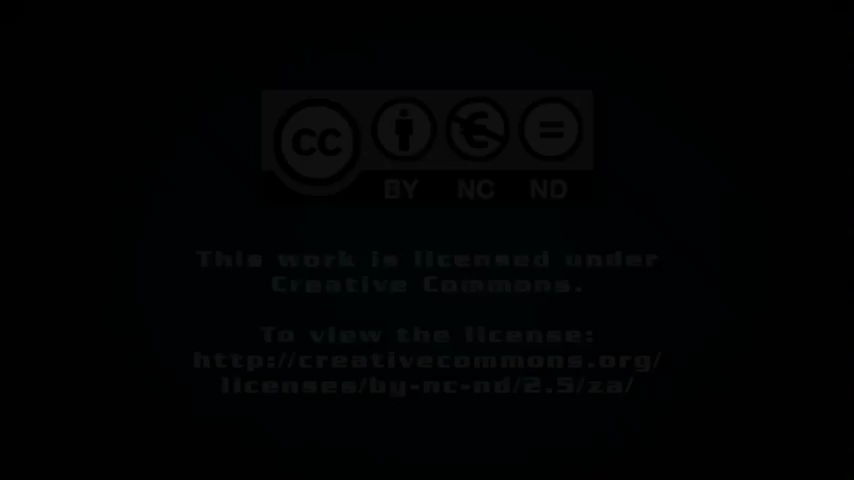 cc
BY NC ND
This work is licensed under
Creative Commons.
To view the license:
http://creativecommons.org/
licenses/by-nc-nd/2.5/za/